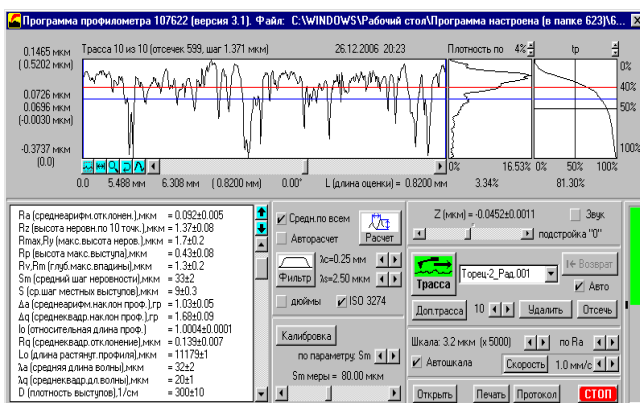 Программа профилометра 107622 (версия 3.1). Файл: C:\WINDOWS\Рабочий стол\Программа настроена (в папке 623)\6...
0.1465 мкм
Трасса 10 из 10 (отсечек 599, шаг 1.371 мкм)
26.12.2006 20:23
Плотность по 4%
tp
( 0.5202 мкм)
0%
0.0726 мкм
40%
0.0696 мкм
50%
(-0.0030 мкм)
-0.3737 мкм
100%
(0.0)
16.53%
0%
50%
100%
0.0
5.488 мм
6.308 мм
( 0.8200 мм)
0.00°
L (длина оценки) = 0.8200 мм
3.34%
81.30%
Ra (среднеарифм.отклонен.),мкм = 0.092±0.005
Rz (высота неровн.по 10 точк.),мкм = 1.37±0.08
Rmax,Ry (макс.высота неров.),мкм = 1.7±0.2
Rp (высота макс.выступа),мкм = 0.43±0.08
Rv,Rm (глуб.макс.впадины),мкм = 1.3±0.2
Sm (средний шаг неровности),мкм = 33±2
S (ср.шаг местных выступов),мкм = 9±0.3
Δa (среднеарифм.наклон проф.),гр = 1.03±0.05
Δq (среднеквадр.наклон проф.),гр = 1.68±0.09
lo (относительная длина проф.) = 1.0004±0.0001
Rq (среднеквадр.отклонение),мкм = 0.139±0.007
Lo (длина растянут.профиля),мкм = 11179±1
λa (средняя длина волны),мкм = 32±2
λq (среднеквадр.дл.волны),мкм = 20±1
D (плотность выступов),1/см = 300±10
Средн.по всем
Авторасчет
Расчет
Фильтр
λc=0.25 мм
λs=2.50 мкм
дюймы
ISO 3274
Калибровка
по параметру: Sm
Sm меры = 80.00 мкм
Z (мкм) = -0.0452±0.0011
Звук
подстройка "0"
Трасса
Торец-2_Рад.001
Возврат
Авто
Доп.трасса
10
Удалить
Отсечь
Шкала: 3.2 мкм (x 5000)
по Ra
Автошкала
Скорость
1.0 мм/с
Открыть
Печать
Протокол
СТОП